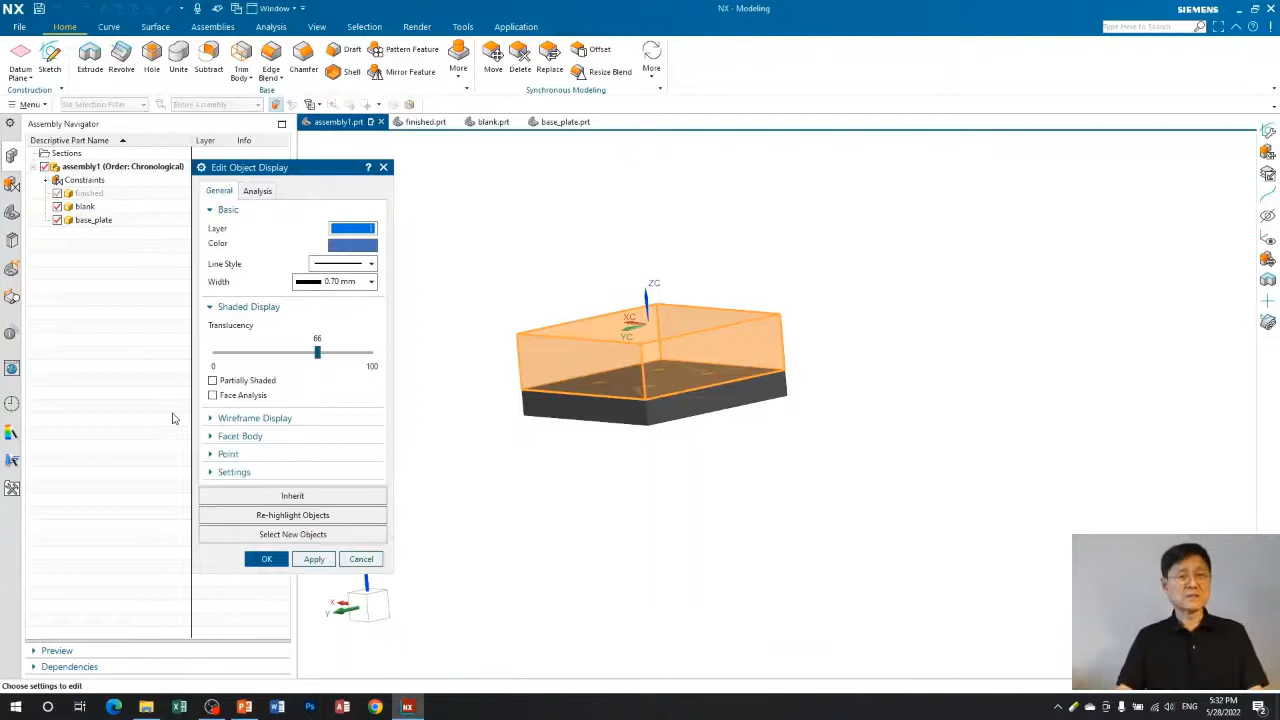 NX
Window
NX - Modeling
SIEMENS
File
Home
Curve
Surface
Assemblies
Analysis
View
Selection
Rendering
Tools
Application
Type Here to Search
Datum Plane
Sketch
Extrude
Revolve
Hole
Unite
Subtract
Trim Body
Edge Blend
Chamfer
Draft
Shell
Pattern Feature
Mirror Feature
More
Move
Delete
Replace
Offset
Resize Blend
More
Construction
Base
Synchronous Modeling
Menu
No Selection Filter
Entire Assembly
Assembly Navigator
assembly1.prt
finished.prt
blank.prt
base_plate.prt
Descriptive Part Name
Layer
Info
Sections
assembly1 (Order: Chronological)
Constraints
finished
blank
base_plate
Edit Object Display
General
Analysis
Basic
Layer
1
Color
Line Style
Width
0.70 mm
Shaded Display
Translucency
66
0
100
Partially Shaded
Face Analysis
Wireframe Display
Facet Body
Point
Settings
Inherit
Re-highlight Objects
Select New Objects
OK
Apply
Cancel
ZC
XC
YC
X
Y
Preview
Dependencies
Choose settings to edit
ENG
5:32 PM
5/28/2022